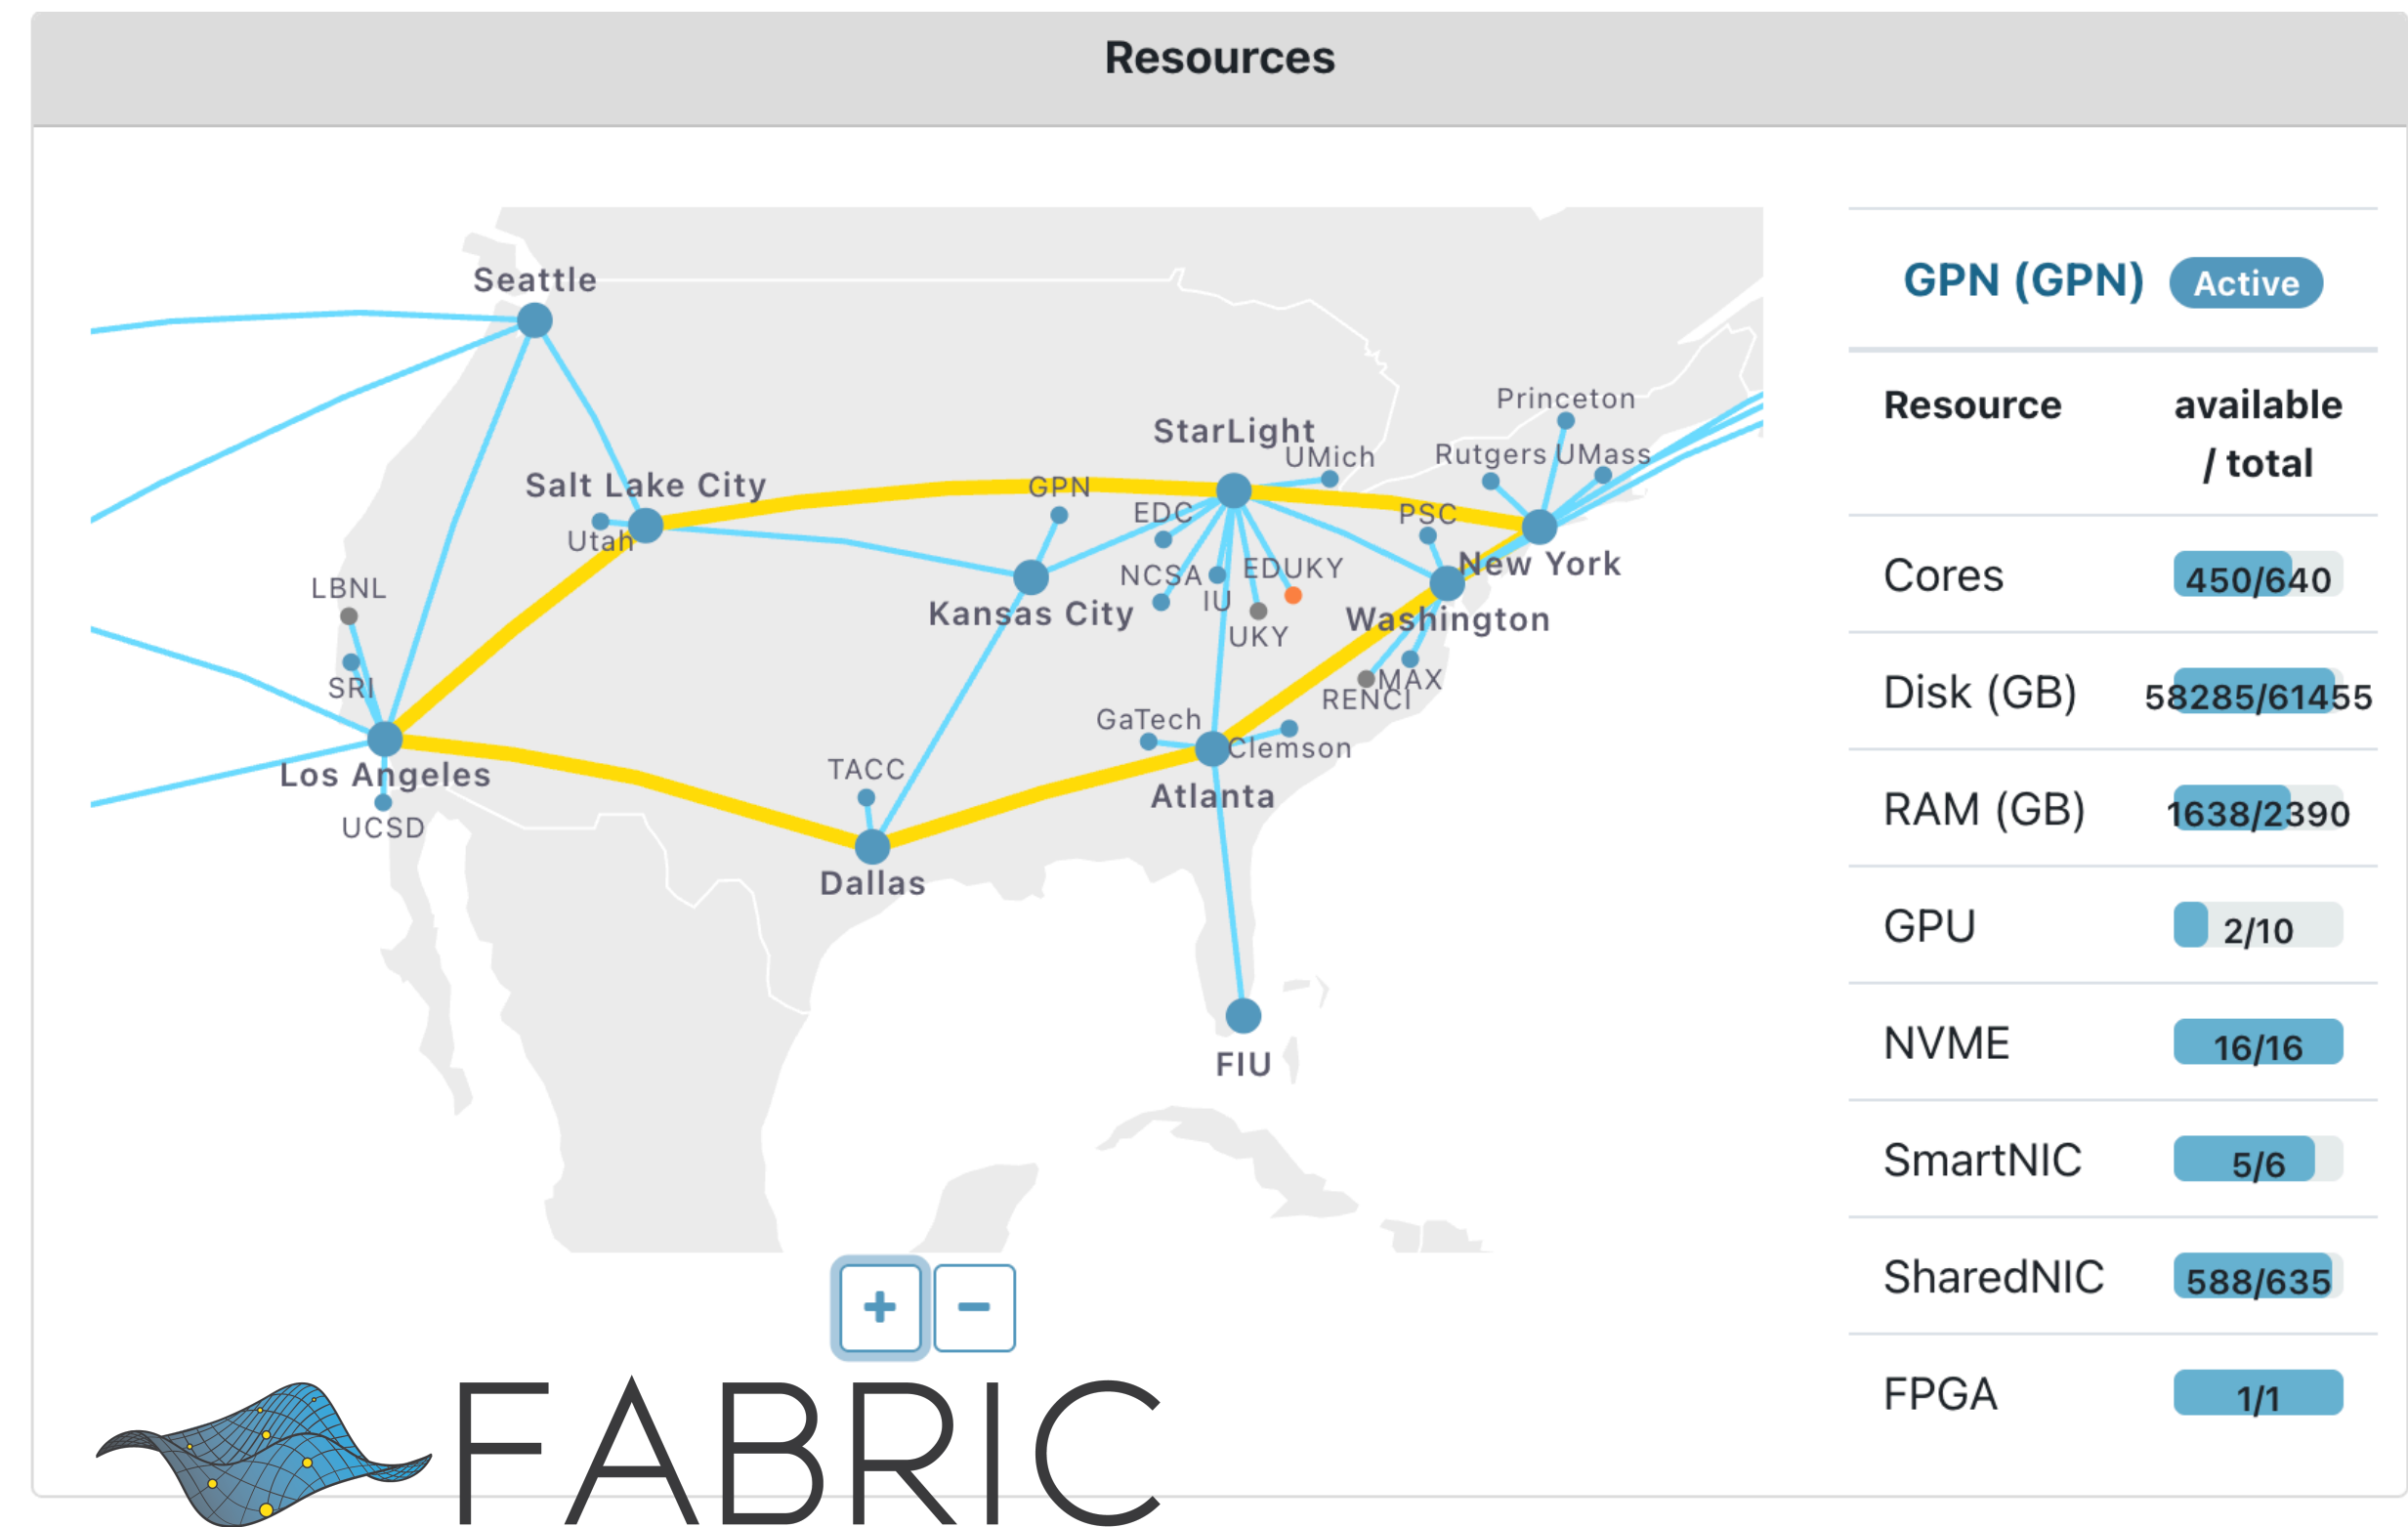 Resources
Seattle
Princeton
StarLight
UMich
Rutgers
UMass
Salt Lake City
GPN
EDC
PSC
Utah
New York
LBNL
NCSA
EDUKY
IU
Kansas City
Washington
UKY
SRI
MAX
RENCI
GaTech
Clemson
Los Angeles
TACC
Atlanta
UCSD
Dallas
FIU
+
−
FABRIC
GPN (GPN) Active
Resource available
/ total
Cores 450/640
Disk (GB) 58285/61455
RAM (GB) 1638/2390
GPU 2/10
NVME 16/16
SmartNIC 5/6
SharedNIC 588/635
FPGA 1/1